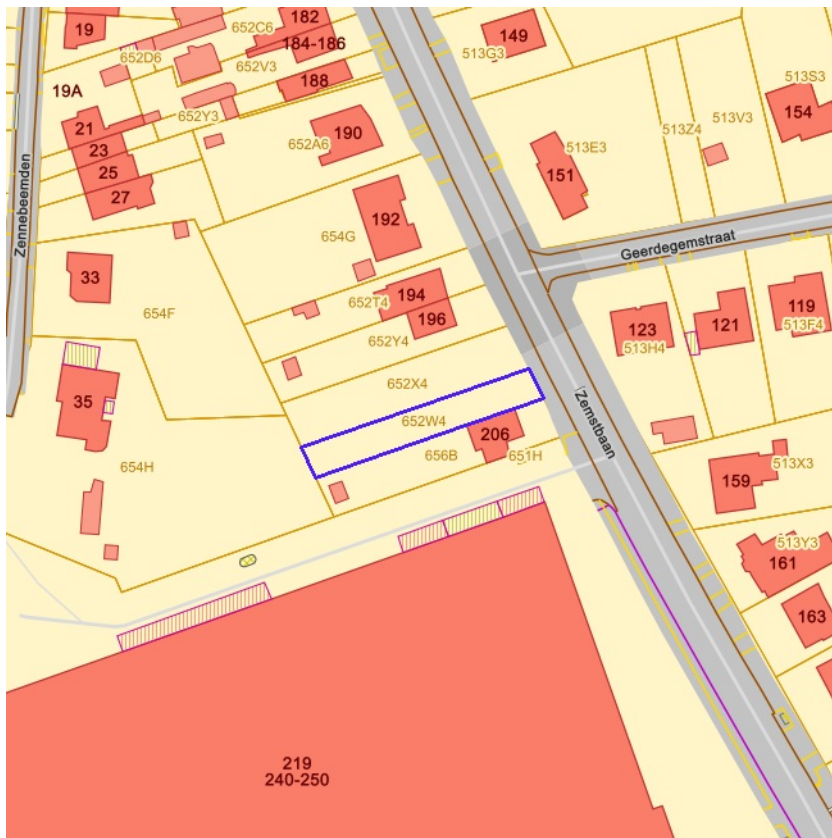 19
652C6
182
184-186
149
513G3
652D6
652V3
188
513S3
19A
154
652Y3
513V3
21
190
513Z4
23
652A6
513E3
25
151
27
Zennebeemden
192
654G
Geerdegemstraat
33
194
119
652T4
654F
196
123
121
513F4
652Y4
513H4
652X4
35
Zemstbaan
652W4
206
656B
651H
654H
513X3
159
513Y3
161
163
219
240-250